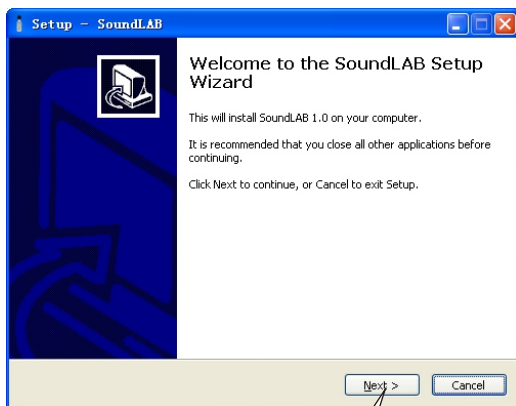 Setup - SoundLAB
Welcome to the SoundLAB Setup
Wizard
This will install SoundLAB 1.0 on your computer.
It is recommended that you close all other applications before
continuing.
Click Next to continue, or Cancel to exit Setup.
Next >
Cancel